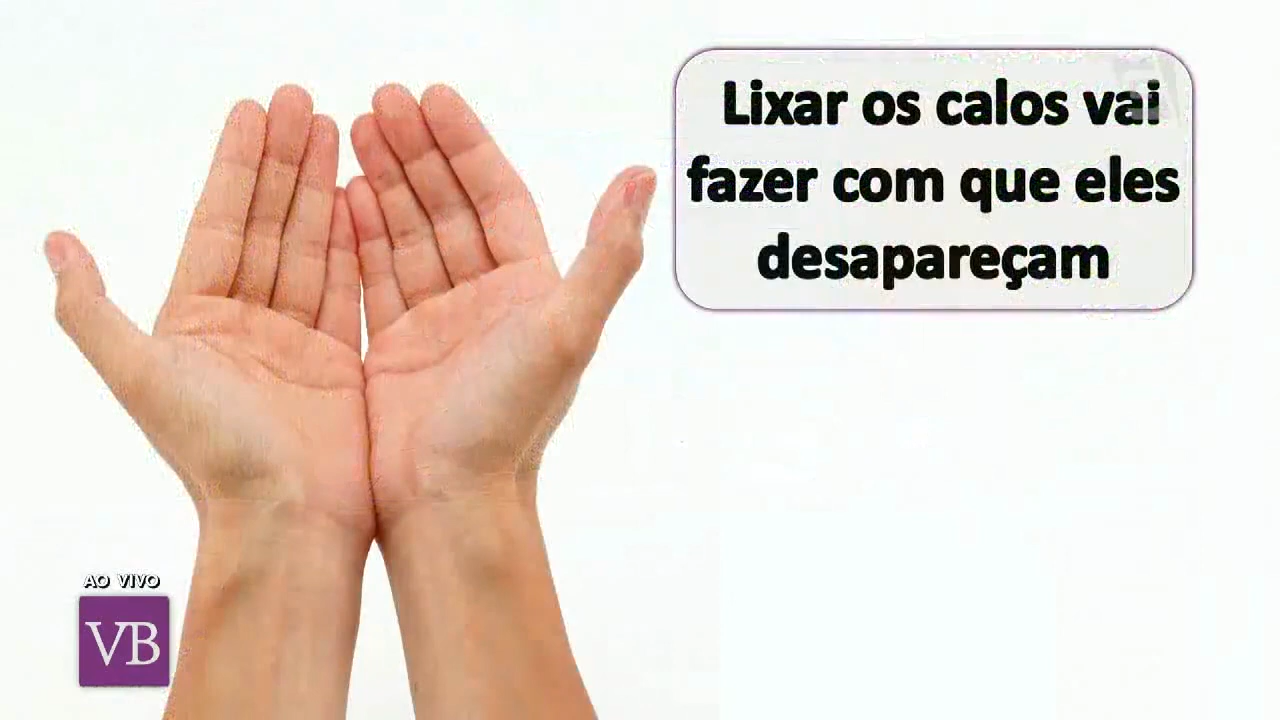 Lixar os calos vai
fazer com que eles
desapareçam
AO VIVO
VB